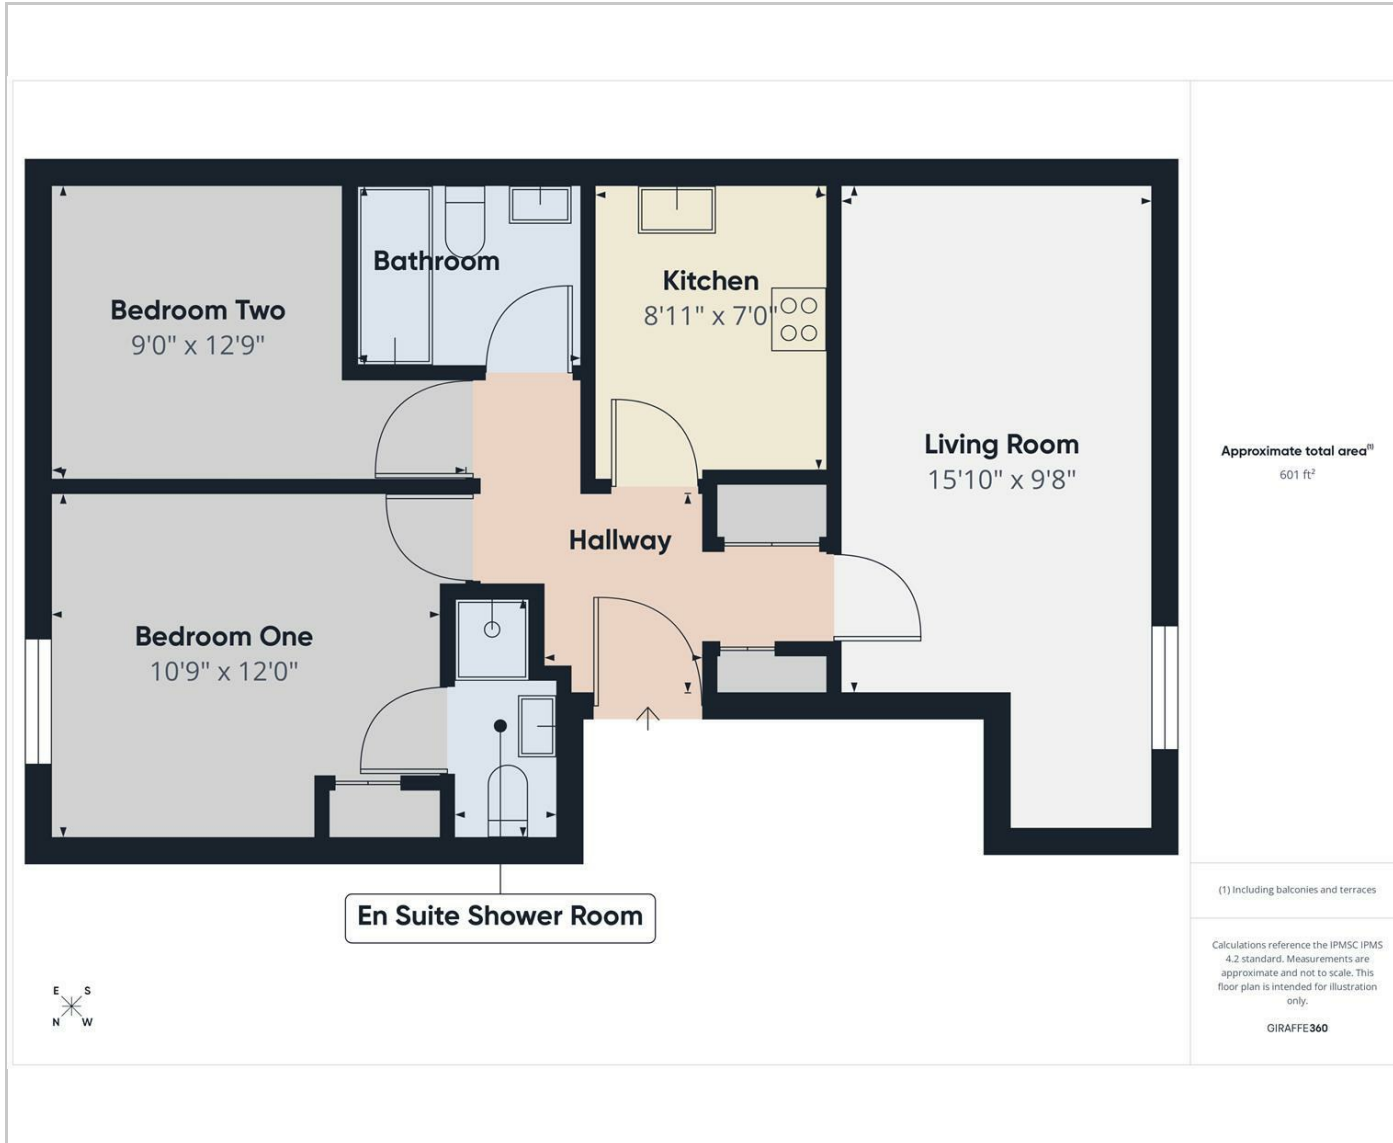 Bedroom Two
9'0" x 12'9"
Bathroom
Kitchen
8'11" x 7'0"
Living Room
15'10" x 9'8"
Hallway
Bedroom One
10'9" x 12'0"
En Suite Shower Room
E S
N W
Approximate total area(1)
601 ft²
(1) Including balconies and terraces
Calculations reference the IPMSC IPMS
4.2 standard. Measurements are
approximate and not to scale. This
floor plan is intended for illustration
only.
GIRAFFE360